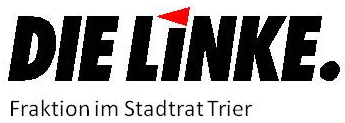 DIE LINKE.
Fraktion im Stadtrat Trier